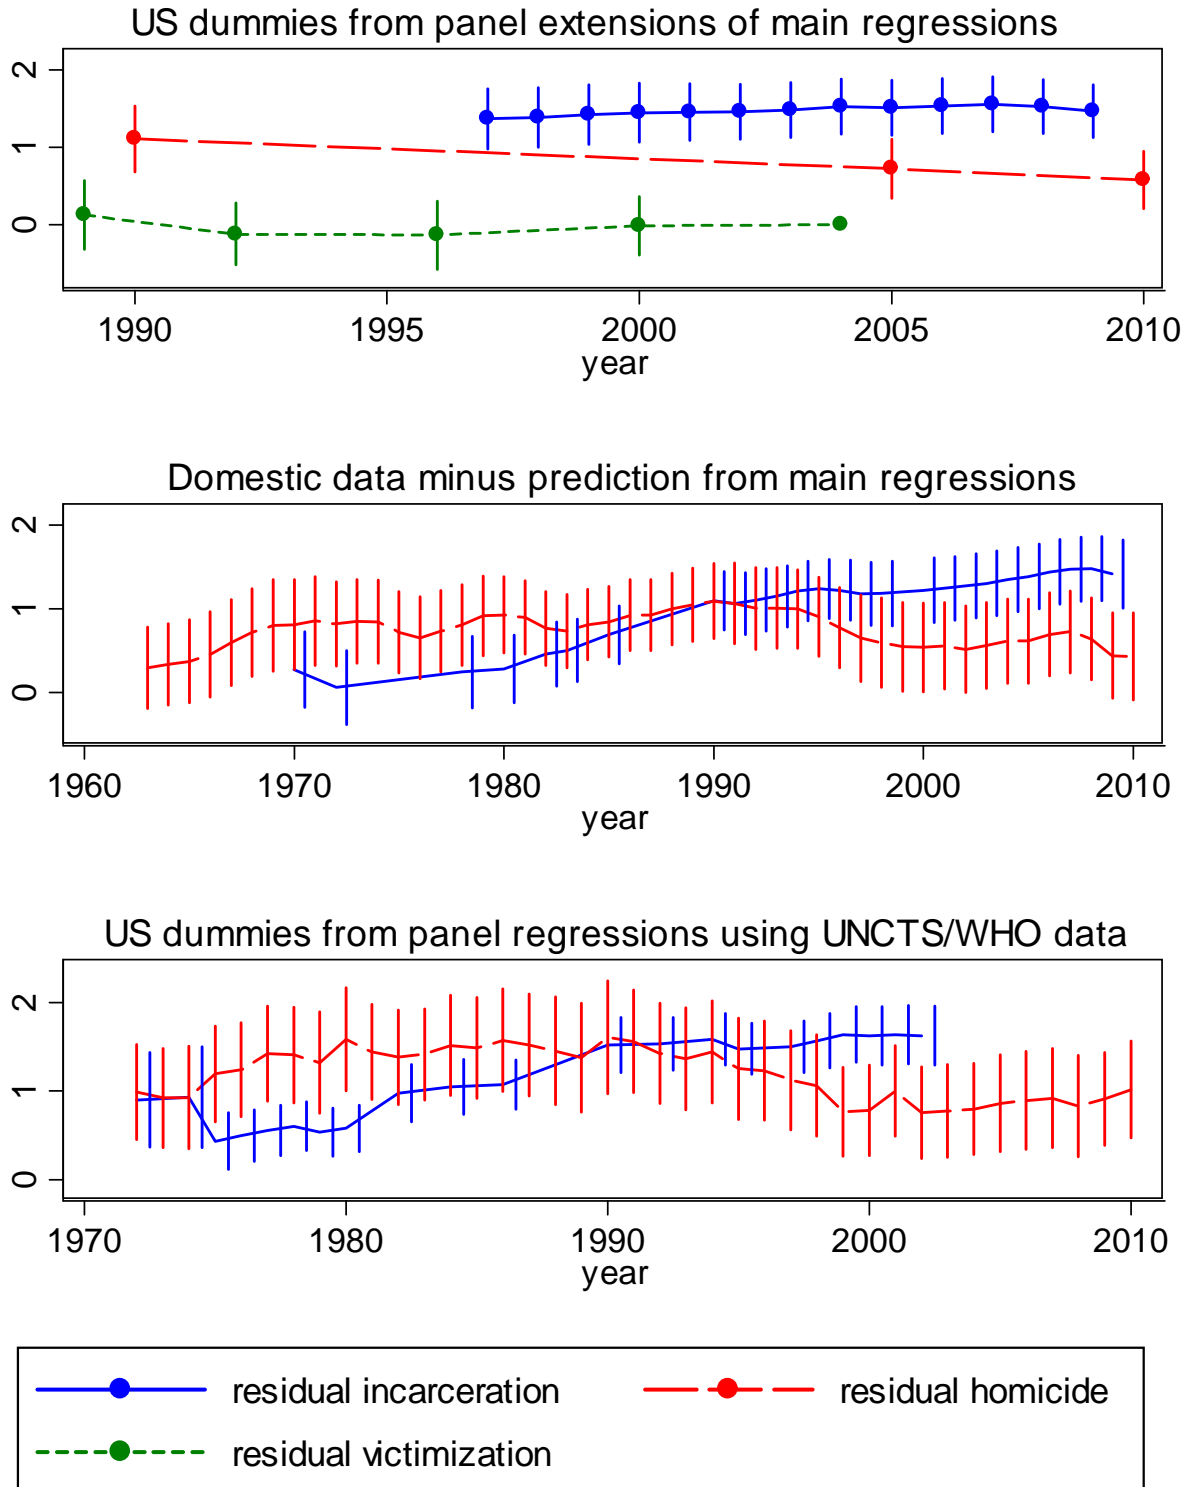 US dummies from panel extensions of main regressions
2
1
0
1990 1995 2000 2005 2010
year
Domestic data minus prediction from main regressions
2
1
0
1960 1970 1980 1990 2000 2010
year
US dummies from panel regressions using UNCTS/WHO data
2
1
0
1970 1980 1990 2000 2010
year
residual incarceration residual homicide
residual victimization